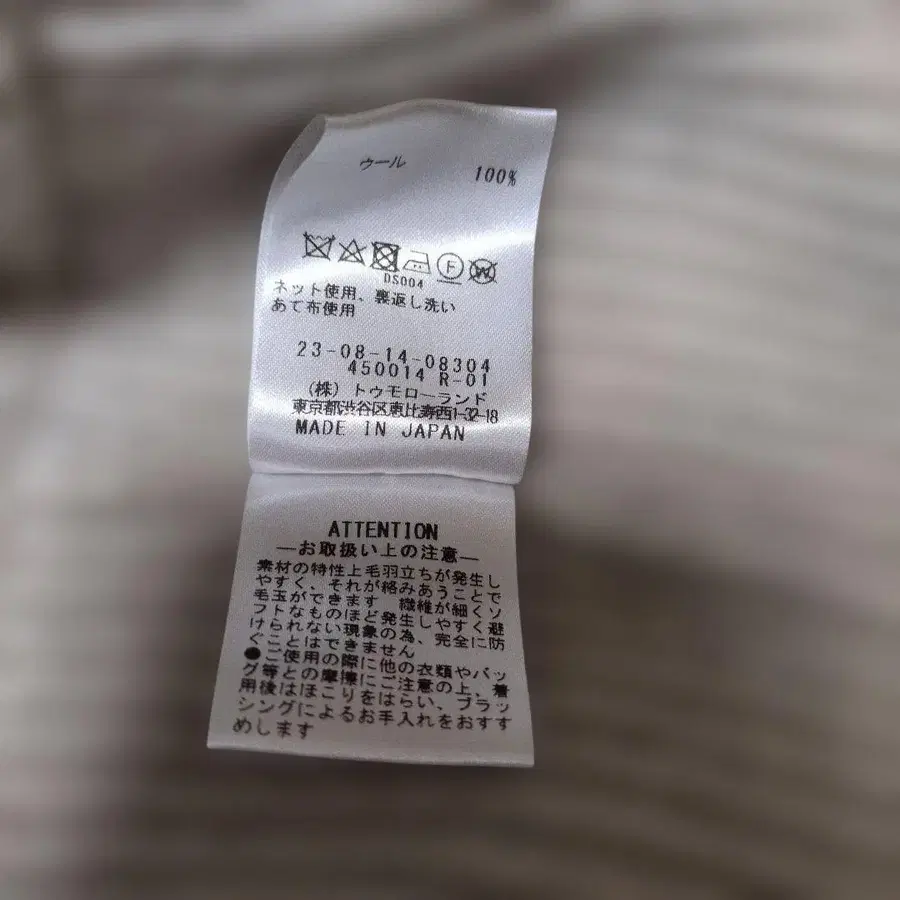 ウール 100%
F W
DS004
ネット使用、裏返し洗い
あて布使用
23-08-14-08304
450014 R-01
(株) トゥモローランド
東京都渋谷区恵比寿西1-32-18
MADE IN JAPAN
ATTENTION
―お取扱い上の注意―
素材の特性上毛羽立ちが発生し
やすく、それが絡みあうことで
毛玉ができます 繊維が細くソ
フトなものほど発生しやすく避
けられない現象の為、完全に防
ぐことはできません
●ご使用の際に他の衣類やバッ
グ等との摩擦にご注意の上、着
用後はほこりをはらい、ブラッ
シングによるお手入れをおすす
めします